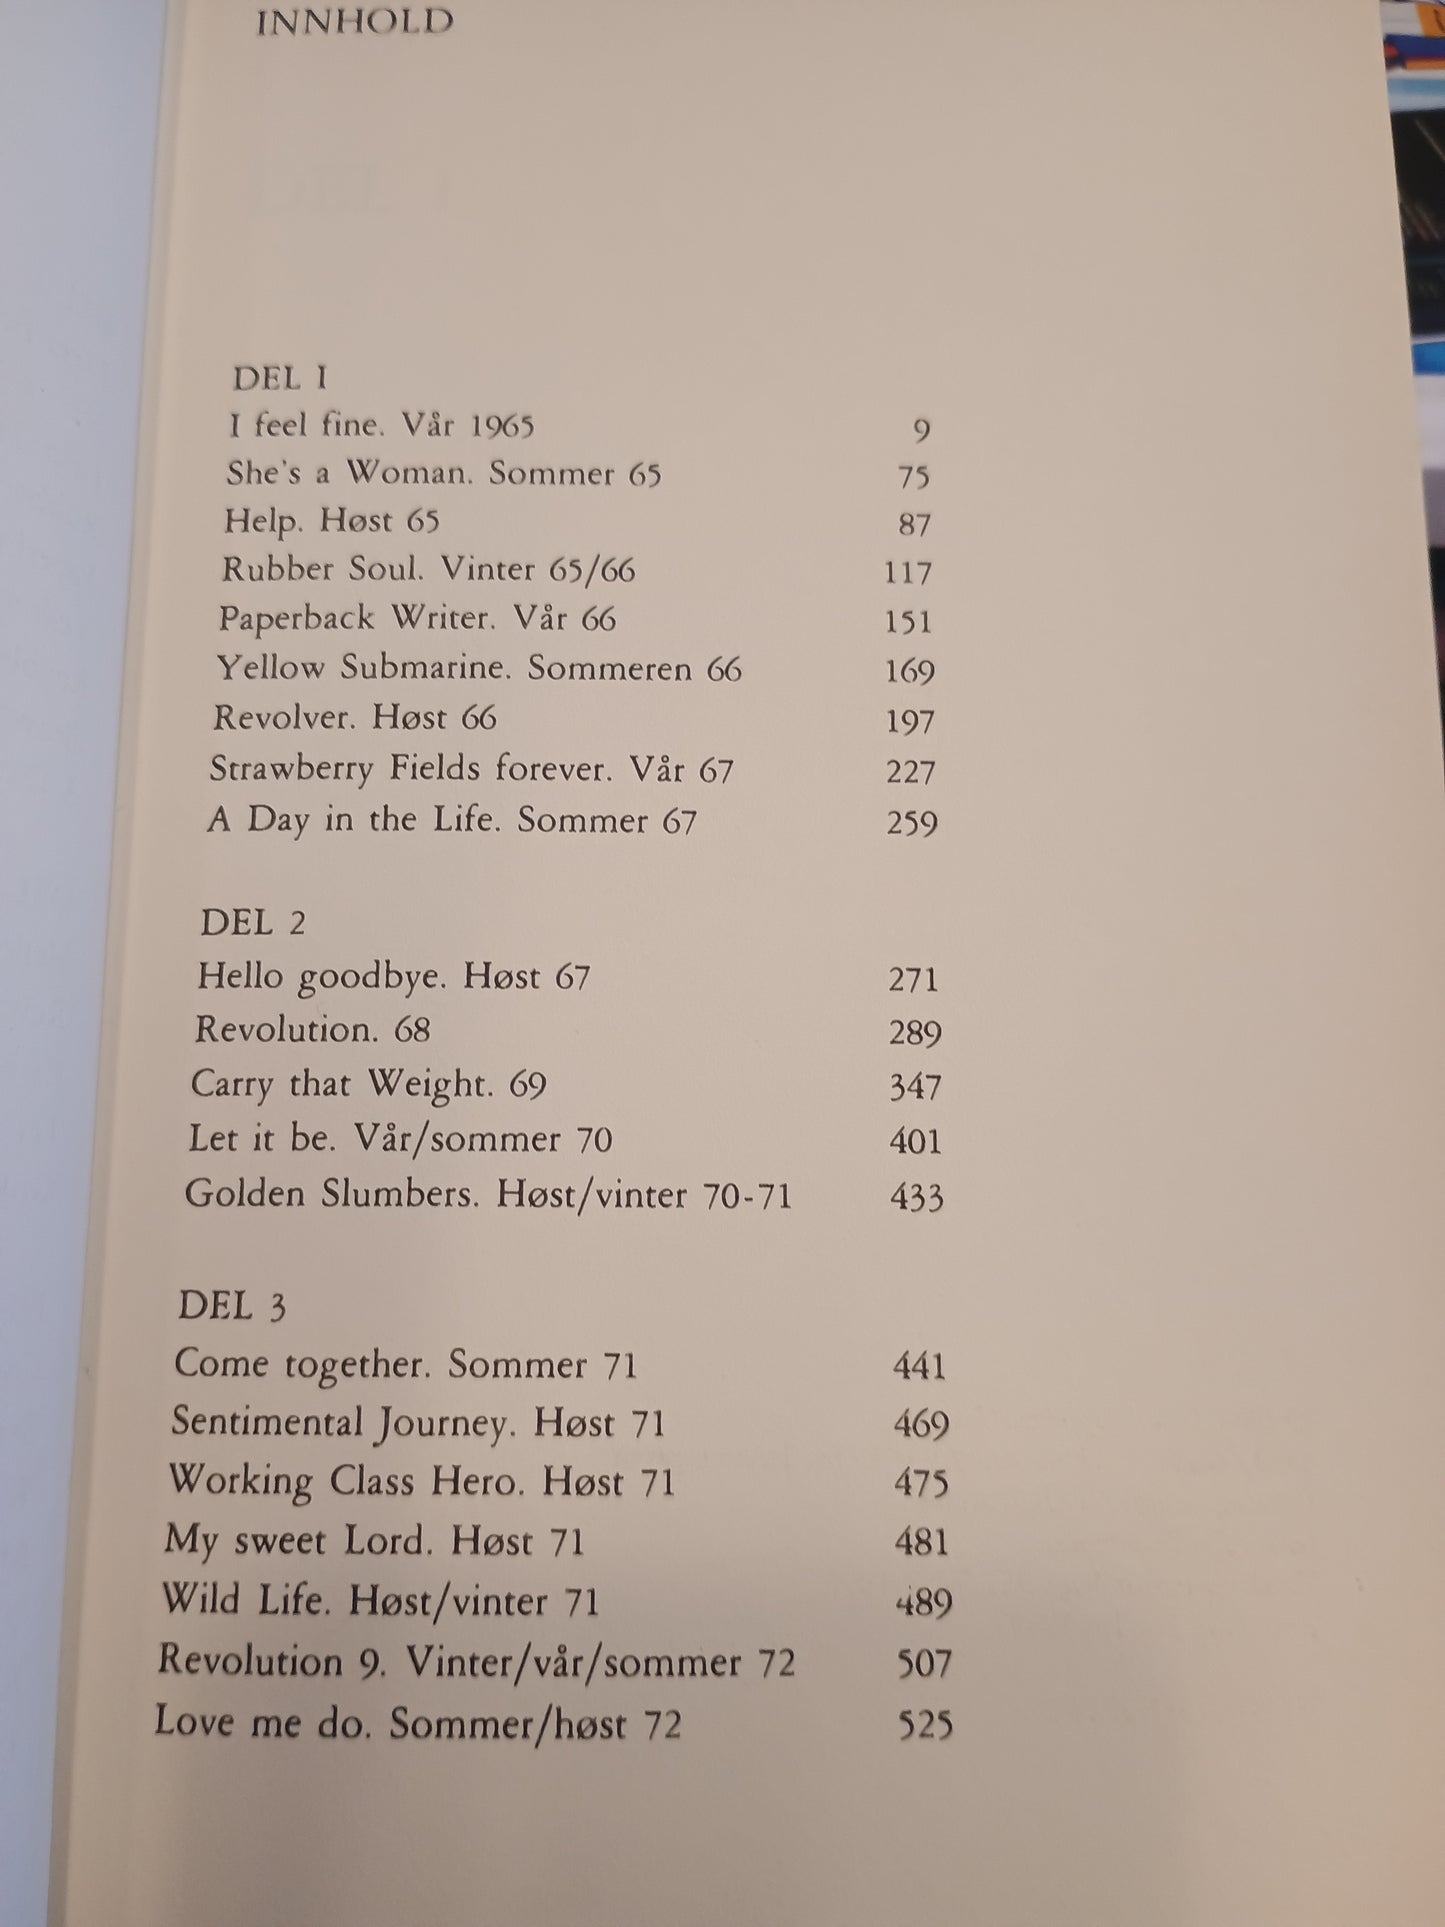 INNHOLD
DEL 1
I feel fine. Vår 1965 9
She's a Woman. Sommer 65 75
Help. Høst 65 87
Rubber Soul. Vinter 65/66 117
Paperback Writer. Vår 66 151
Yellow Submarine. Sommeren 66 169
Revolver. Høst 66 197
Strawberry Fields forever. Vår 67 227
A Day in the Life. Sommer 67 259
DEL 2
Hello goodbye. Høst 67 271
Revolution. 68 289
Carry that Weight. 69 347
Let it be. Vår/sommer 70 401
Golden Slumbers. Høst/vinter 70-71 433
DEL 3
Come together. Sommer 71 441
Sentimental Journey. Høst 71 469
Working Class Hero. Høst 71 475
My sweet Lord. Høst 71 481
Wild Life. Høst/vinter 71 489
Revolution 9. Vinter/vår/sommer 72 507
Love me do. Sommer/høst 72 525